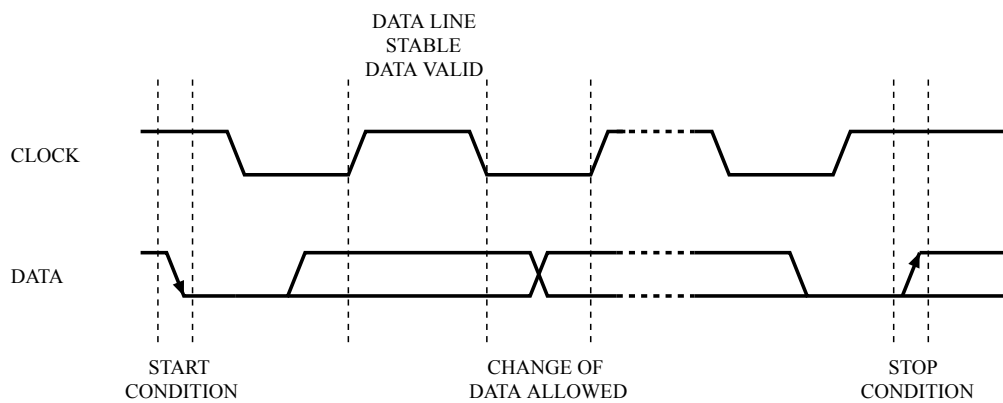 DATA LINE
STABLE
DATA VALID
CLOCK
DATA
START
CONDITION
CHANGE OF
DATA ALLOWED
STOP
CONDITION